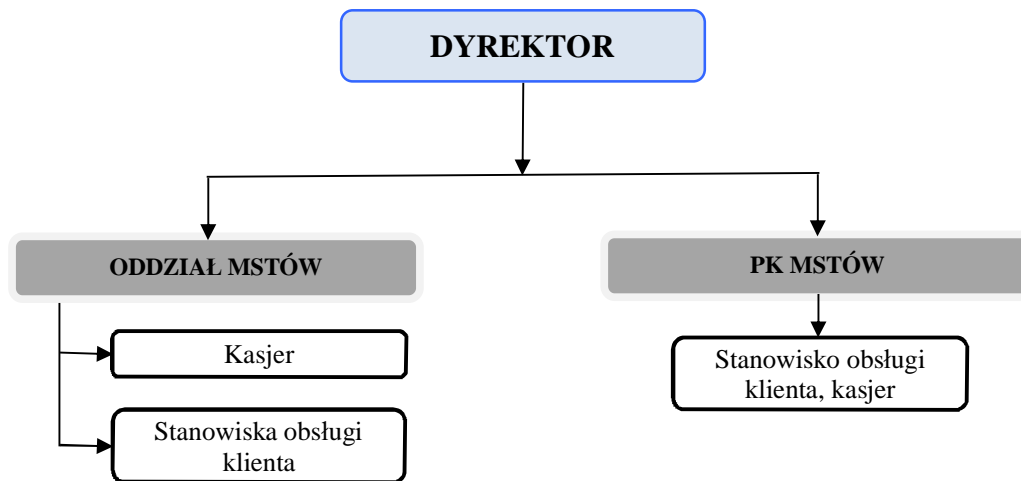 DYREKTOR
ODDZIAŁ MSTÓW
PK MSTÓW
Kasjer
Stanowiska obsługi
klienta
Stanowisko obsługi
klienta, kasjer